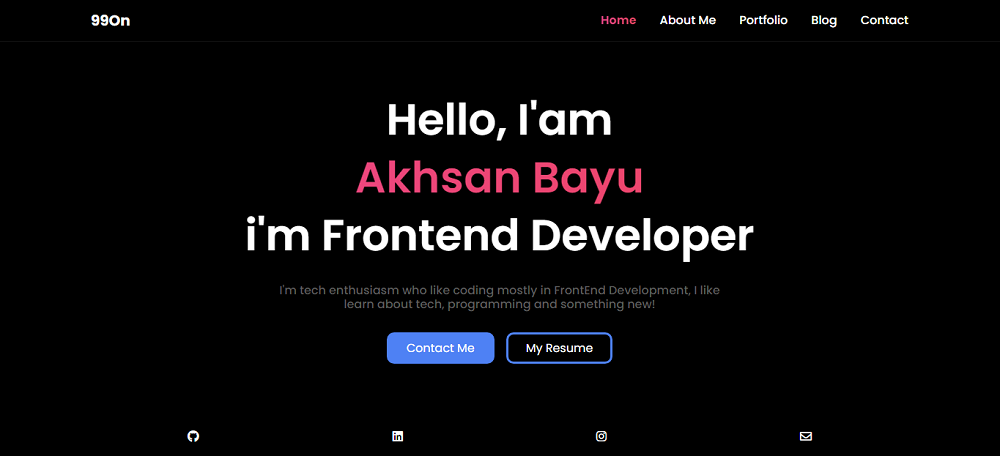 99On
Home About Me Portfolio Blog Contact
Hello, I'am
Akhsan Bayu
i'm Frontend Developer
I'm tech enthusiasm who like coding mostly in FrontEnd Development, I like
learn about tech, programming and something new!
Contact Me My Resume